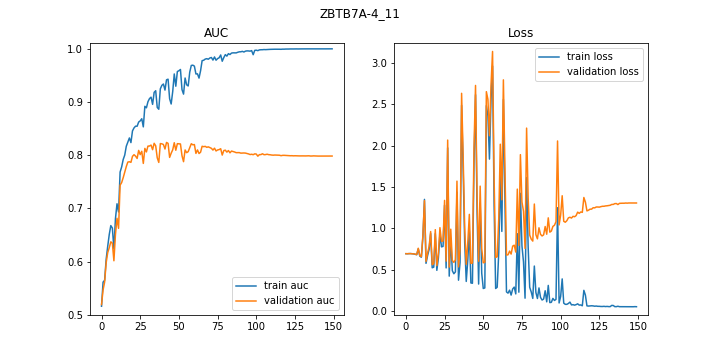 ZBTB7A-4_11
AUC
1.0
0.9
0.8
0.7
0.6
0.5
0 25 50 75 100 125 150
train auc
validation auc
Loss
3.0
2.5
2.0
1.5
1.0
0.5
0.0
0 25 50 75 100 125 150
train loss
validation loss